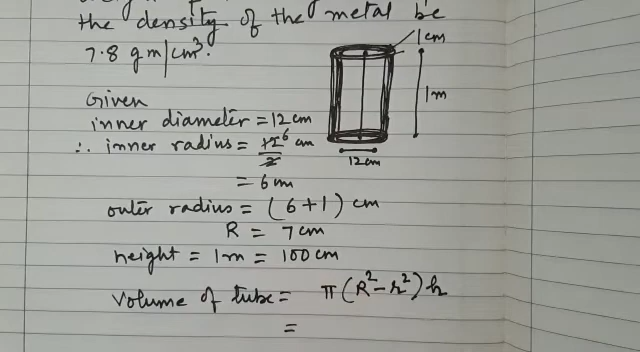 the density of the metal be
7.8 gm/cm³.
1cm
1m
12cm
Given
inner diameter = 12 cm
∴ inner radius = 12⁶/2 cm
= 6 cm
outer radius = (6+1) cm
R = 7 cm
height = 1m = 100 cm
Volume of tube = π(R²-r²)h
=